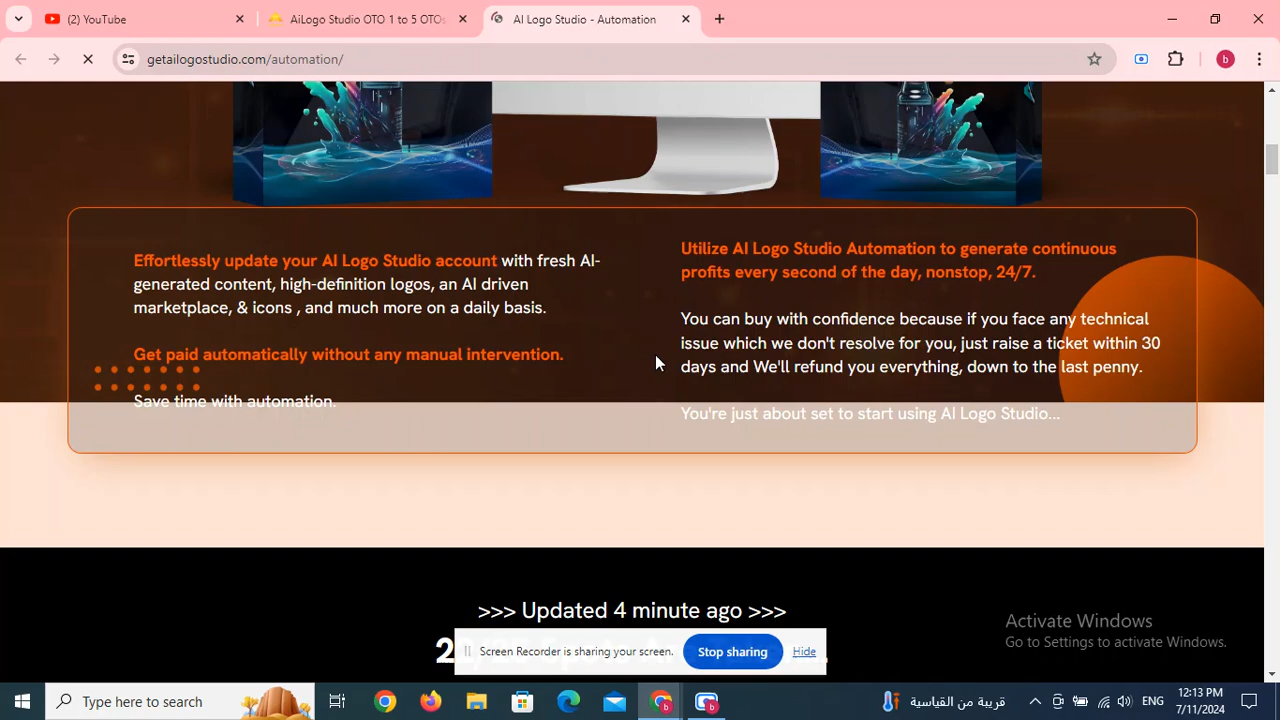 (2) YouTube
AiLogo Studio OTO 1 to 5 OTOs
AI Logo Studio - Automation
getailogostudio.com/automation/
b
Effortlessly update your AI Logo Studio account with fresh AI-
generated content, high-definition logos, an AI driven
marketplace, & icons , and much more on a daily basis.
Get paid automatically without any manual intervention.
Save time with automation.
Utilize AI Logo Studio Automation to generate continuous
profits every second of the day, nonstop, 24/7.
You can buy with confidence because if you face any technical
issue which we don't resolve for you, just raise a ticket within 30
days and We'll refund you everything, down to the last penny.
You're just about set to start using AI Logo Studio...
>>> Updated 4 minute ago >>>
Screen Recorder is sharing your screen.
Stop sharing
Hide
Activate Windows
Go to Settings to activate Windows.
Type here to search
قريبة من القياسية
ENG
12:13 PM
7/11/2024